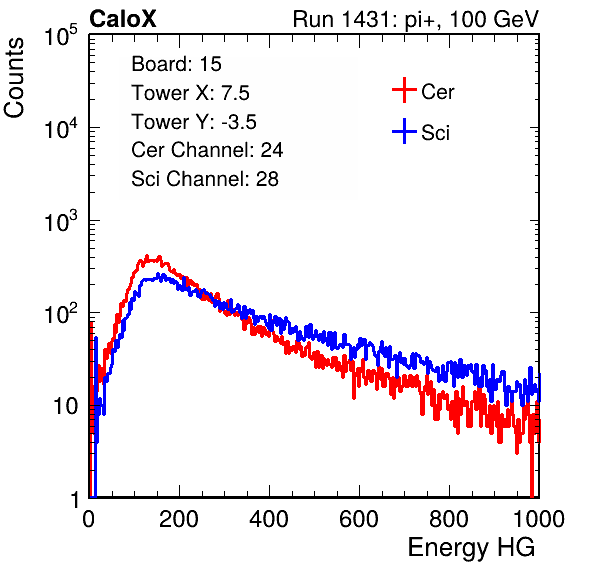 CaloX Run 1431: pi+, 100 GeV
Counts
Board: 15
Tower X: 7.5
Tower Y: -3.5
Cer Channel: 24
Sci Channel: 28
Cer
Sci
10^5
10^4
10^3
10^2
10
1
0 200 400 600 800 1000
Energy HG